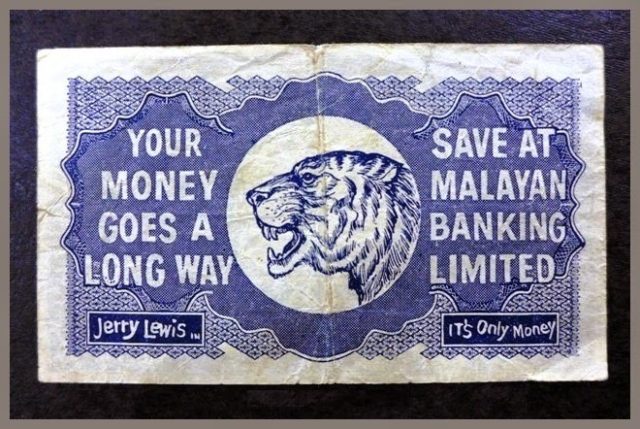 YOUR
MONEY
GOES A
LONG WAY
SAVE AT
MALAYAN
BANKING
LIMITED
Jerry Lewis IN
IT'S Only Money